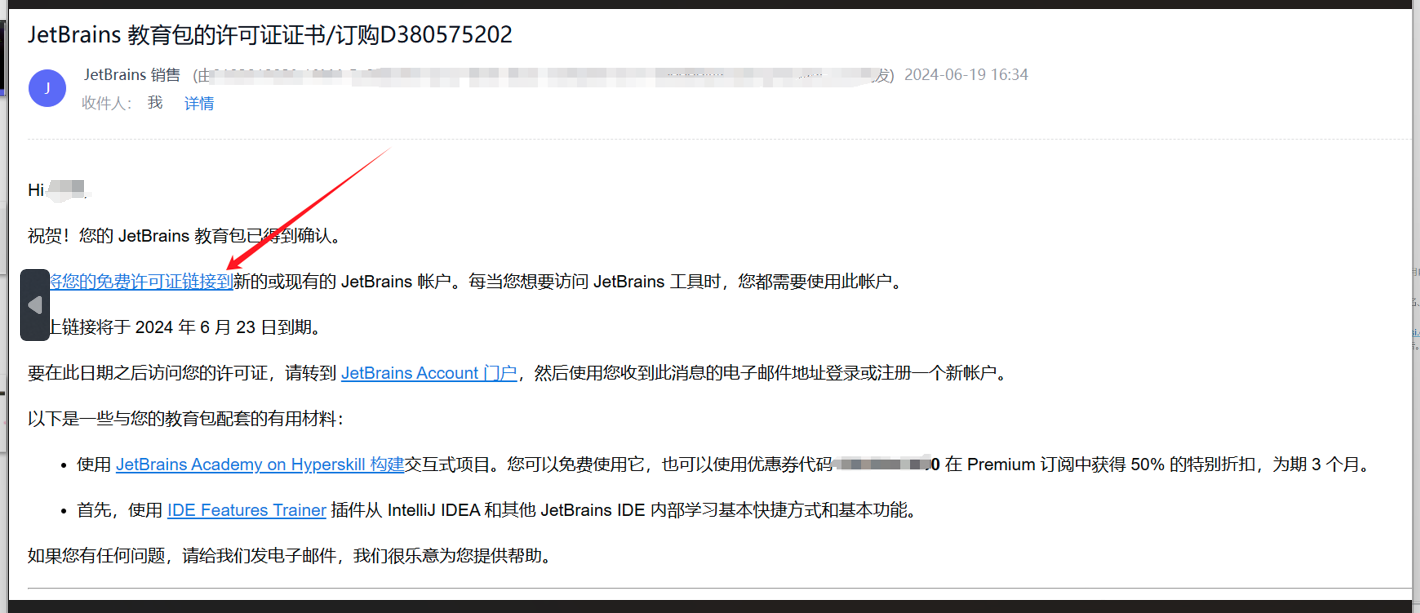 JetBrains 教育包的许可证证书/订购D380575202
J
JetBrains 销售 (由 发) 2024-06-19 16:34
收件人： 我 详情
Hi
祝贺！您的 JetBrains 教育包已得到确认。
将您的免费许可证链接到新的或现有的 JetBrains 帐户。每当您想要访问 JetBrains 工具时，您都需要使用此帐户。
上链接将于 2024 年 6 月 23 日到期。
要在此日期之后访问您的许可证，请转到 JetBrains Account 门户，然后使用您收到此消息的电子邮件地址登录或注册一个新帐户。
以下是一些与您的教育包配套的有用材料：
• 使用 JetBrains Academy on Hyperskill 构建交互式项目。您可以免费使用它，也可以使用优惠券代码 0 在 Premium 订阅中获得 50% 的特别折扣，为期 3 个月。
• 首先，使用 IDE Features Trainer 插件从 IntelliJ IDEA 和其他 JetBrains IDE 内部学习基本快捷方式和基本功能。
如果您有任何问题，请给我们发电子邮件，我们很乐意为您提供帮助。